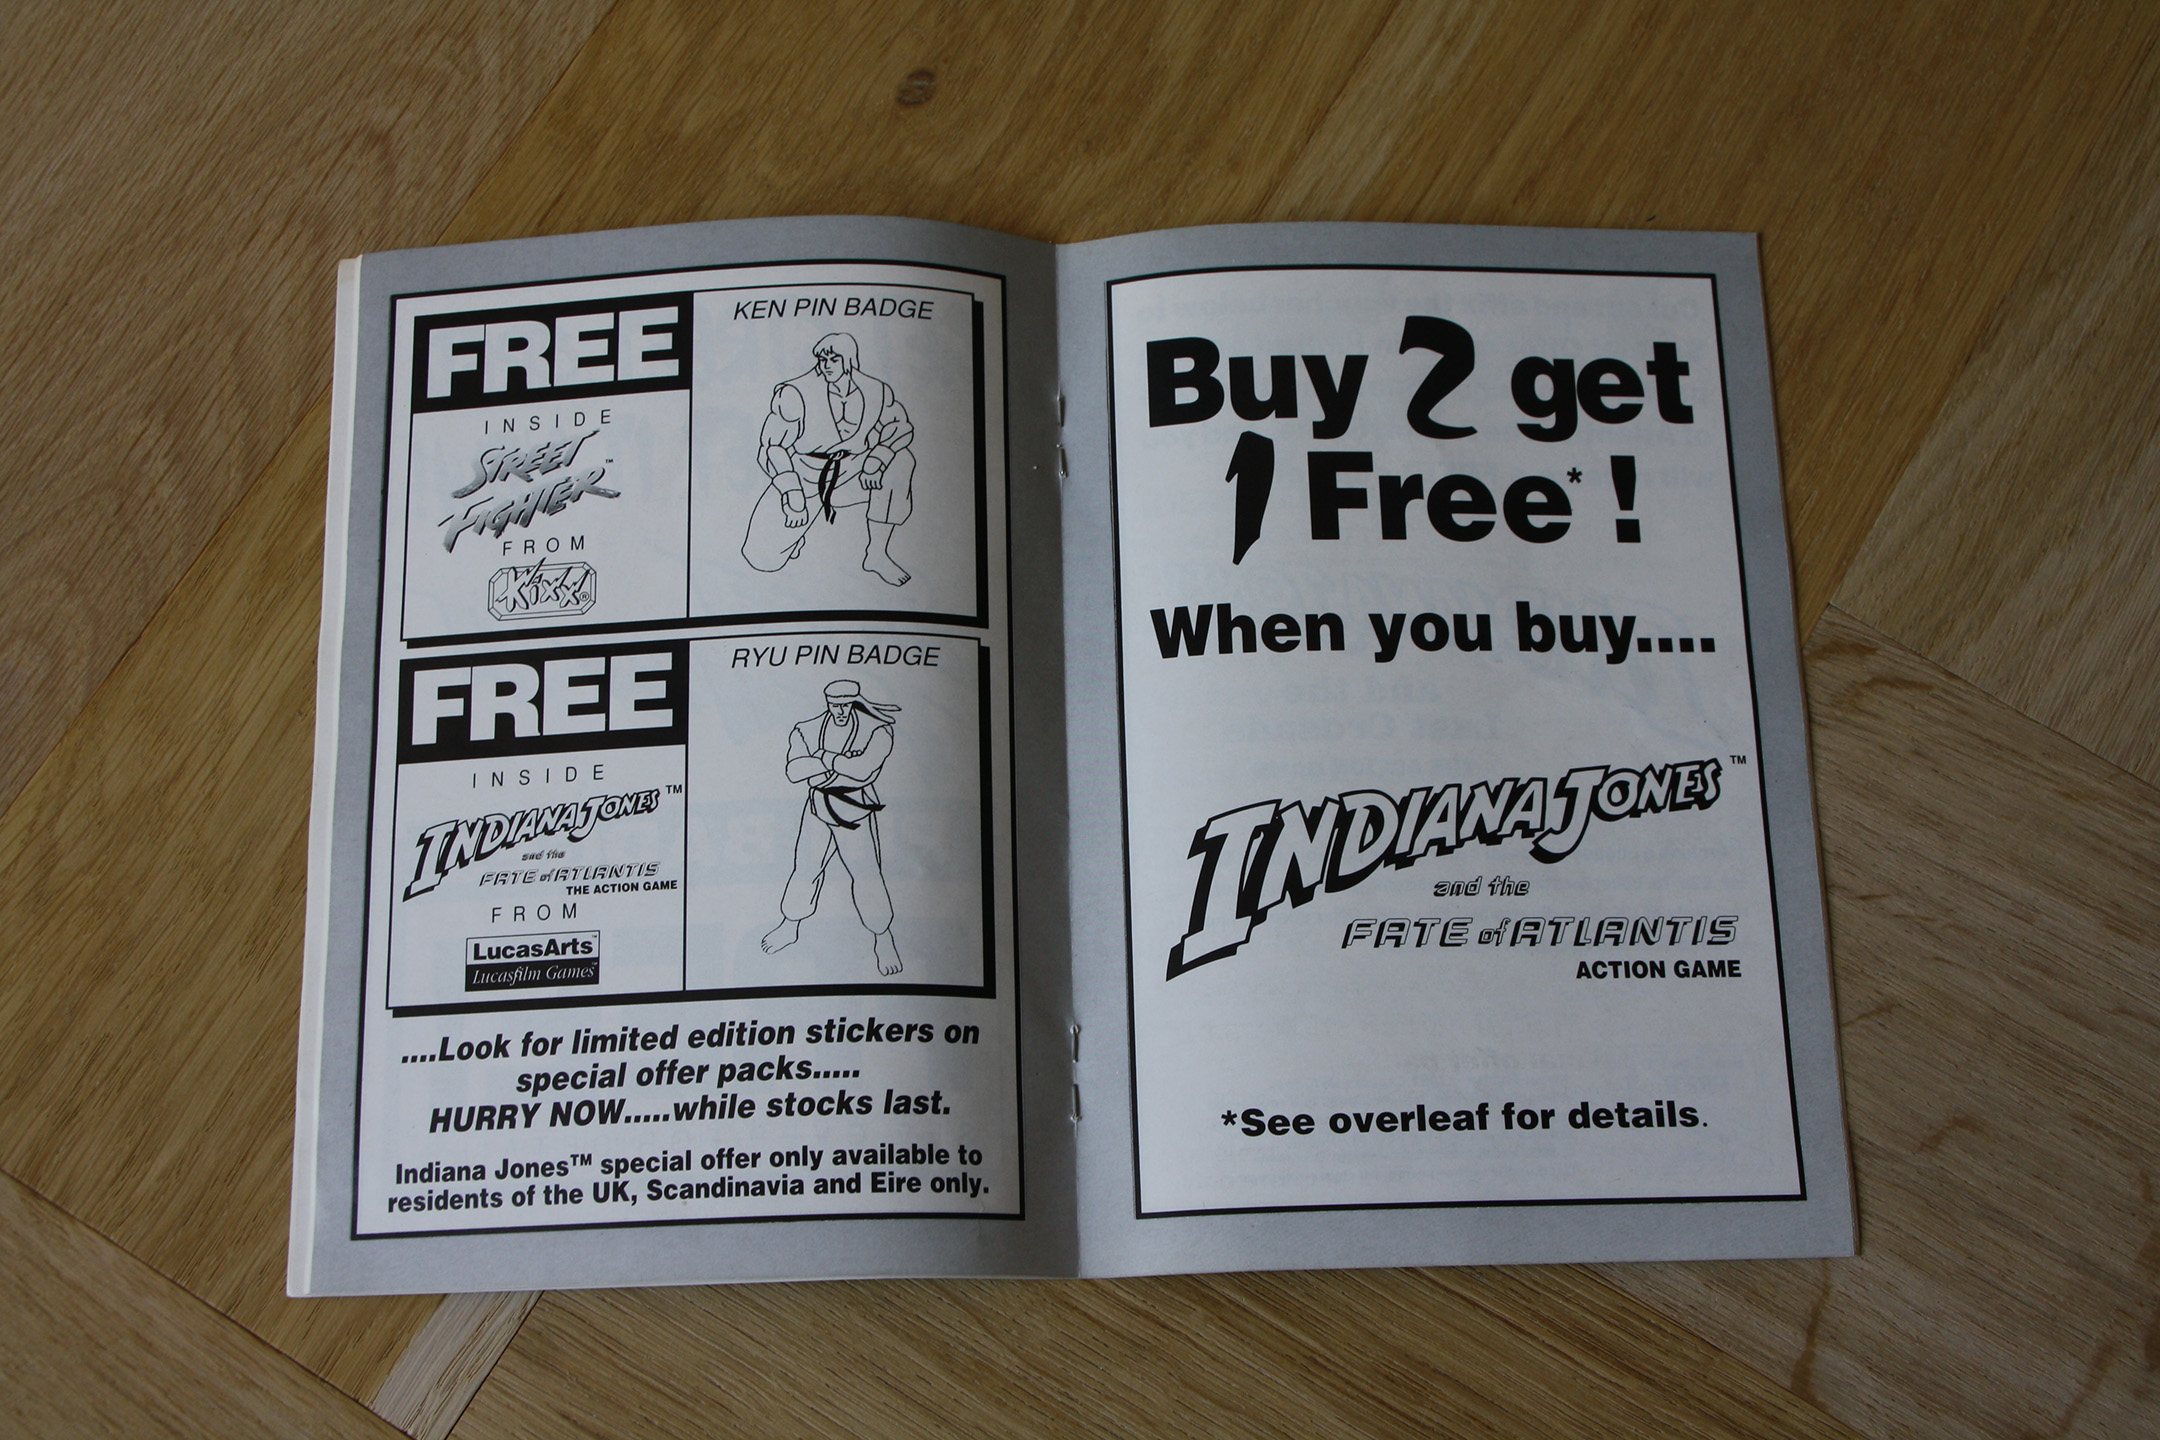 FREE
INSIDE
STREET
FIGHTER™
FROM
Kixx®
KEN PIN BADGE
FREE
INSIDE
INDIANA JONES™
and the
FATE of ATLANTIS
THE ACTION GAME
FROM
LucasArts™
Lucasfilm Games™
RYU PIN BADGE
....Look for limited edition stickers on
special offer packs.....
HURRY NOW.....while stocks last.
Indiana Jones™ special offer only available to
residents of the UK, Scandinavia and Eire only.
Buy 2 get
1 Free* !
When you buy....
INDIANA JONES™
and the
FATE of ATLANTIS
ACTION GAME
*See overleaf for details.